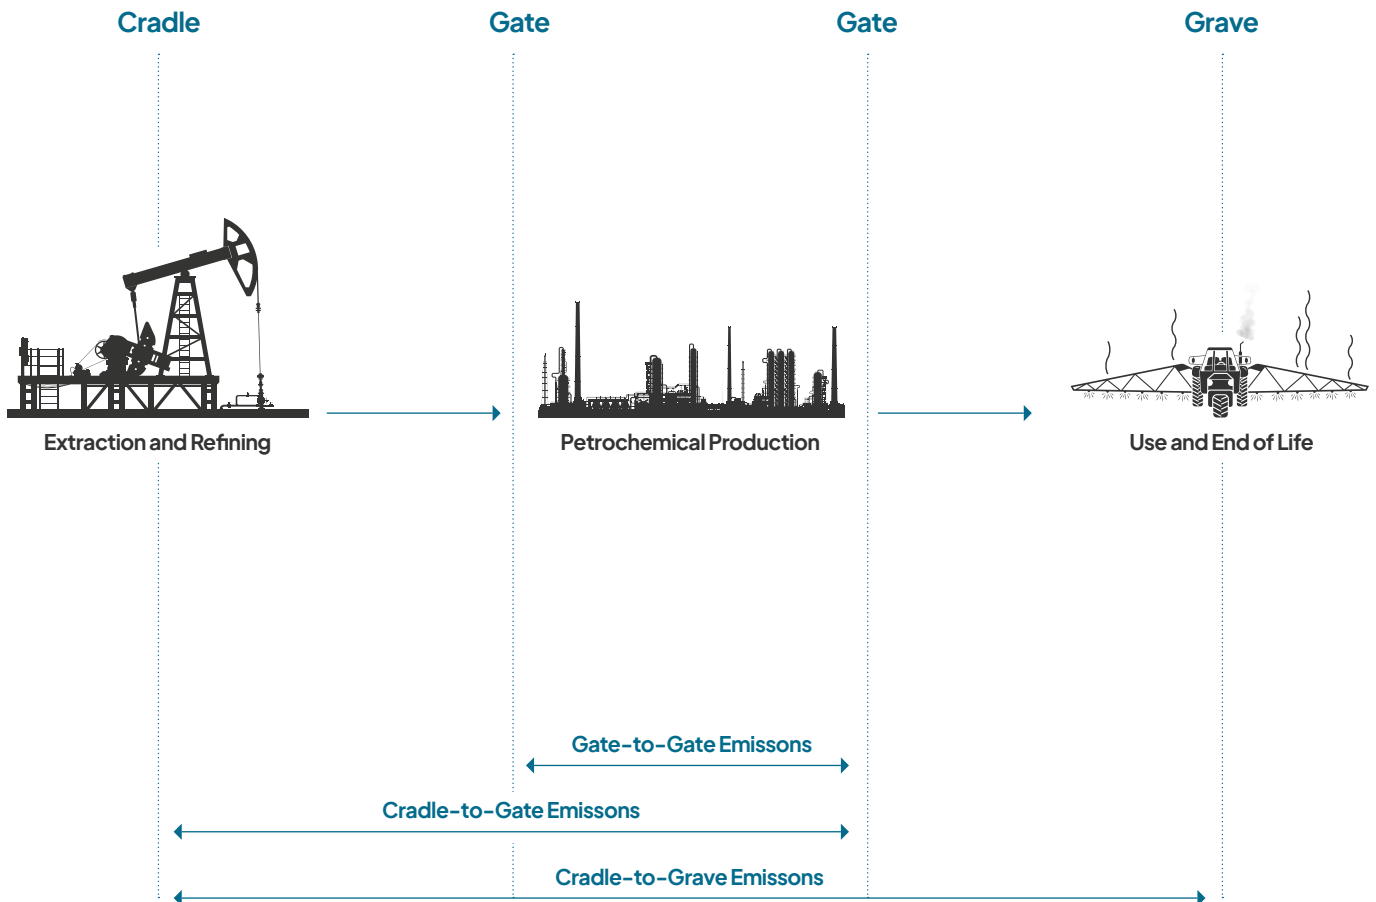 Cradle
Gate
Gate
Grave
Extraction and Refining
Petrochemical Production
Use and End of Life
Gate-to-Gate Emissons
Cradle-to-Gate Emissons
Cradle-to-Grave Emissons